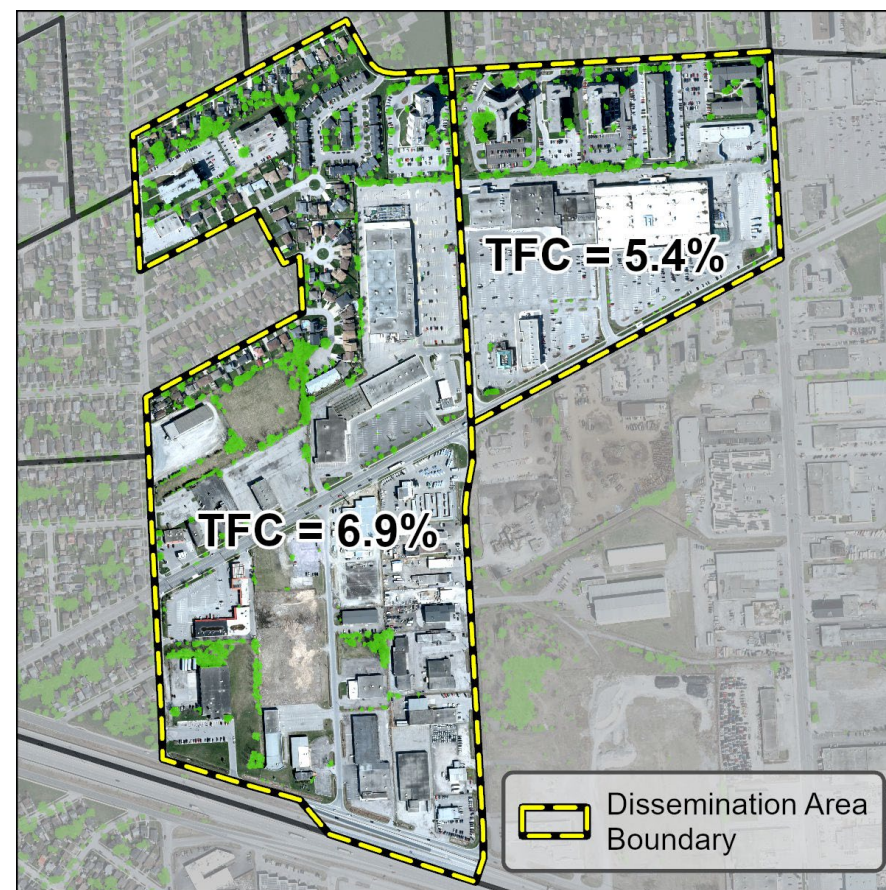 TFC = 5.4%
TFC = 6.9%
Dissemination Area
Boundary